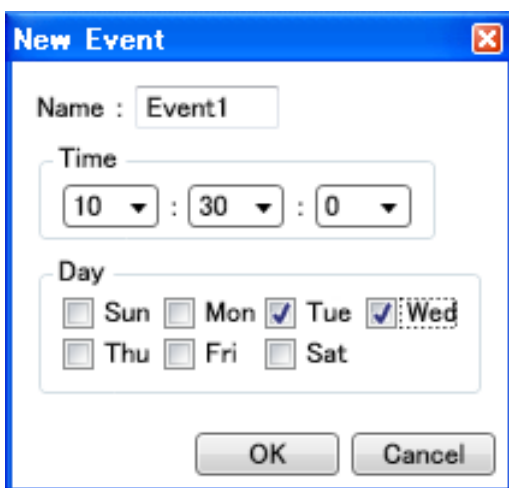 New Event
Name : Event1
Time
10 : 30 : 0
Day
Sun Mon Tue Wed
Thu Fri Sat
OK Cancel